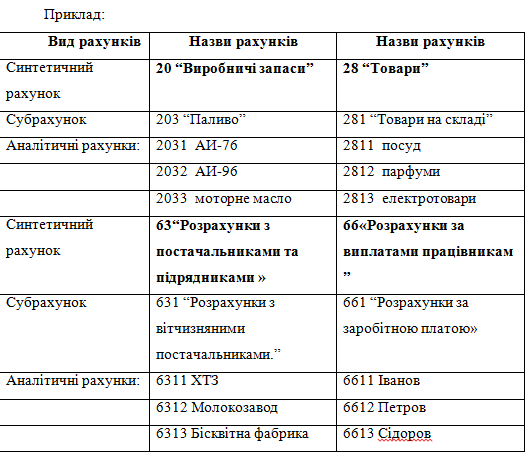 Приклад:
Вид рахунків Назви рахунків Назви рахунків
Синтетичний рахунок 20 “Виробничі запаси” 28 “Товари”
Субрахунок 203 “Паливо” 281 “Товари на складі”
Аналітичні рахунки: 2031 АИ-76 2811 посуд
2032 АИ-96 2812 парфуми
2033 моторне масло 2813 електротовари
Синтетичний рахунок 63“Розрахунки з постачальниками та підрядниками » 66«Розрахунки за виплатами працівникам ”
Субрахунок 631 “Розрахунки з вітчизняними постачальниками.” 661 “Розрахунки за заробітною платою»
Аналітичні рахунки: 6311 ХТЗ 6611 Іванов
6312 Молокозавод 6612 Петров
6313 Бісквітна фабрика 6613 Сідоров